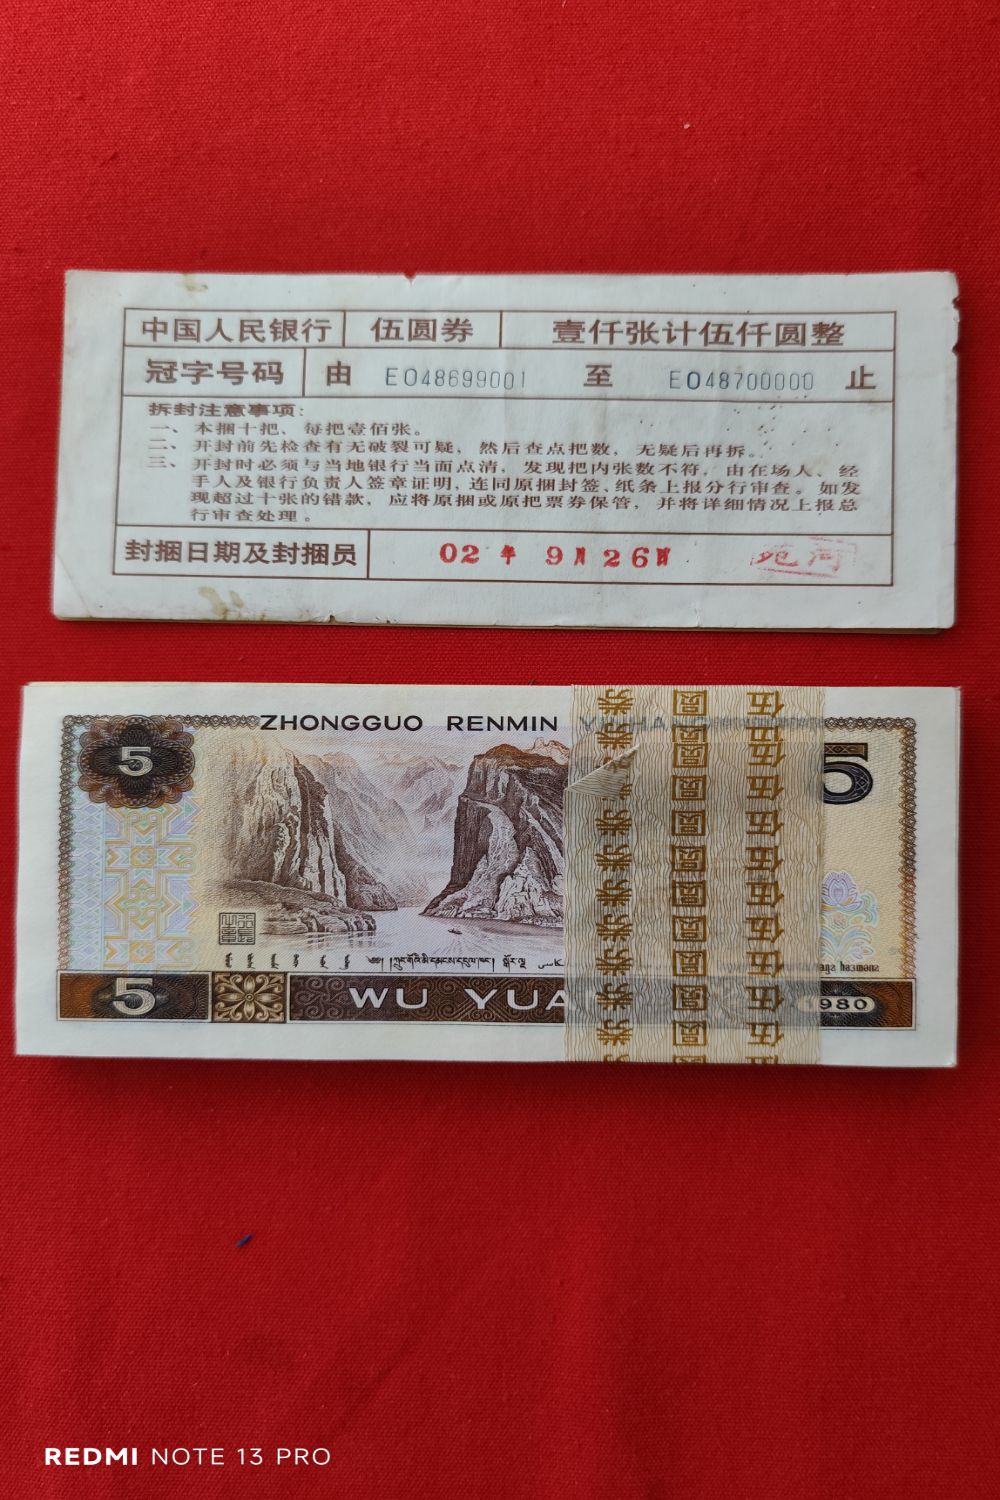 中国人民银行 伍圆券 壹仟张计伍仟圆整
冠字号码 由 EO48699001 至 EO48700000 止
拆封注意事项:
一、本捆十把、每把壹佰张。
二、开封前先检查有无破裂可疑，然后查点把数，无疑后再拆。
三、开封时必须与当地银行当面点清，发现把内张数不符，由在场人、经
手人及银行负责人签章证明，连同原捆封签、纸条上报分行审查。如发
现超过十张的错款，应将原捆或原把票券保管，并将详细情况上报总
行审查处理。
封捆日期及封捆员 02年 9月 26日
ZHONGGUO RENMIN YINHANG
5 5
5 WU YUA 1980
伍圆券
REDMI NOTE 13 PRO